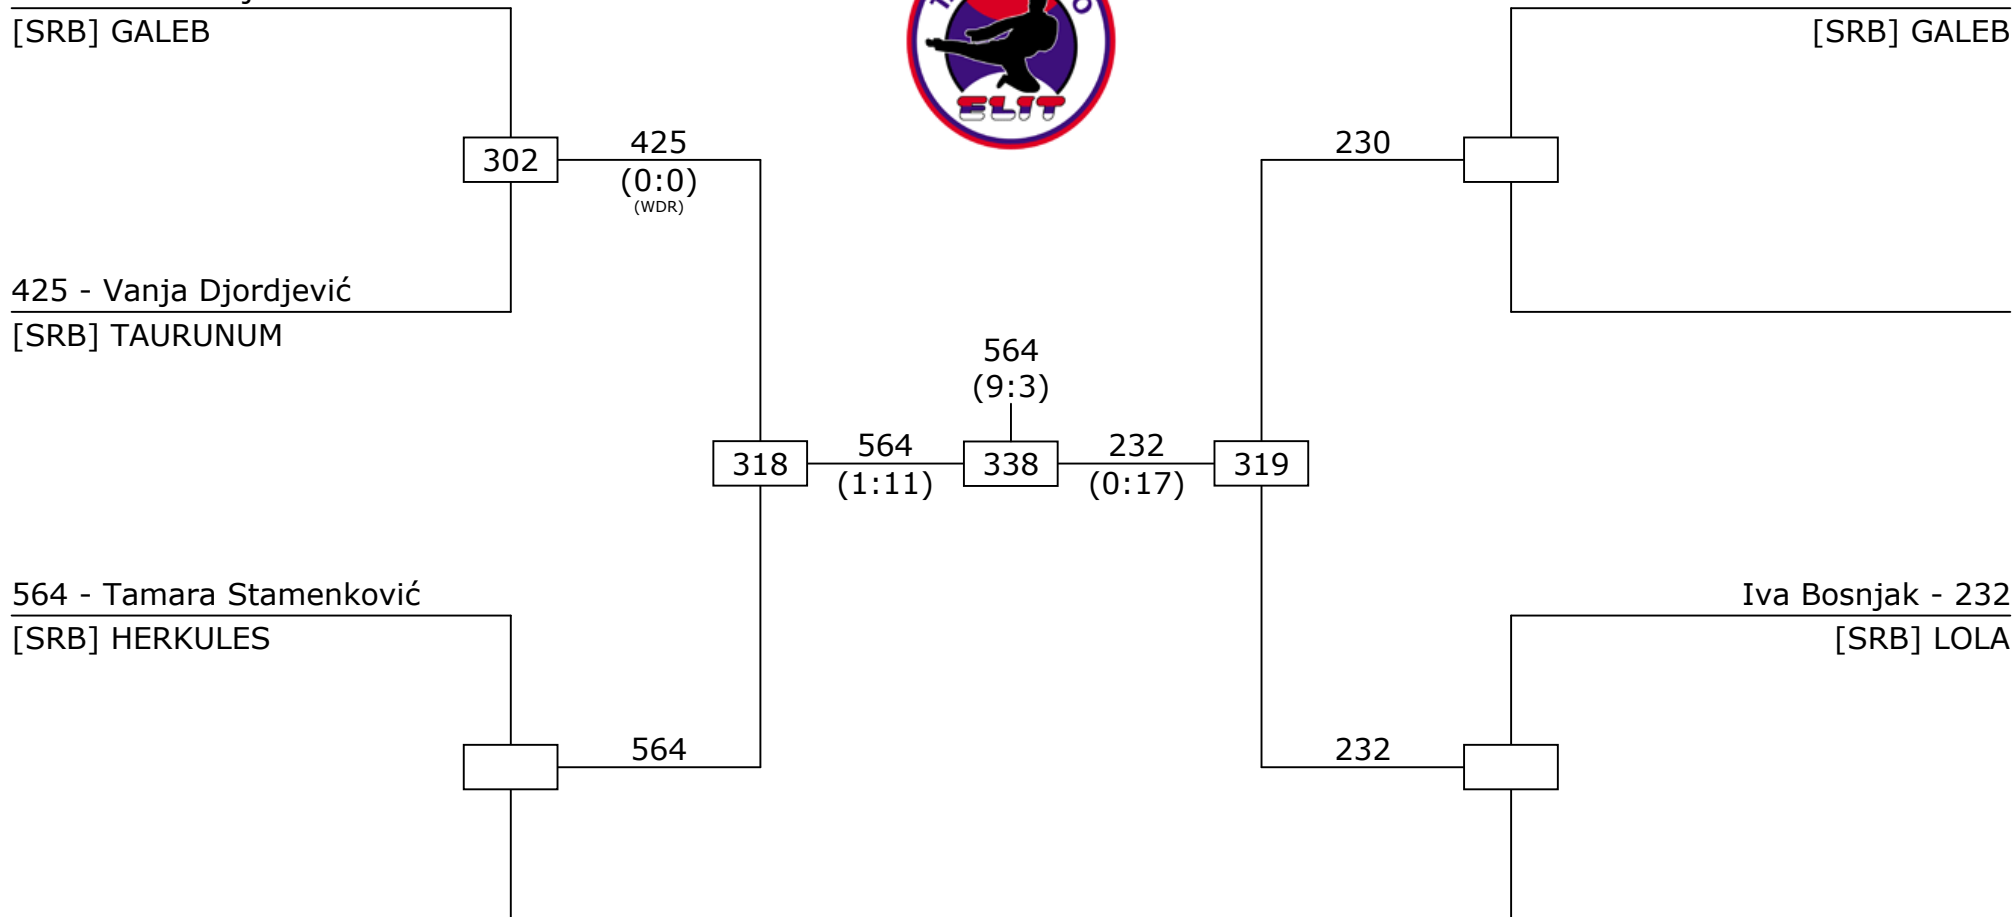 [SRB] GALEB
[SRB] GALEB
ELIT
302
425
(0:0)
(WDR)
230
425 - Vanja Djordjević
[SRB] TAURUNUM
564
(9:3)
318
564
(1:11)
338
232
(0:17)
319
564 - Tamara Stamenković
[SRB] HERKULES
Iva Bosnjak - 232
[SRB] LOLA
564
232